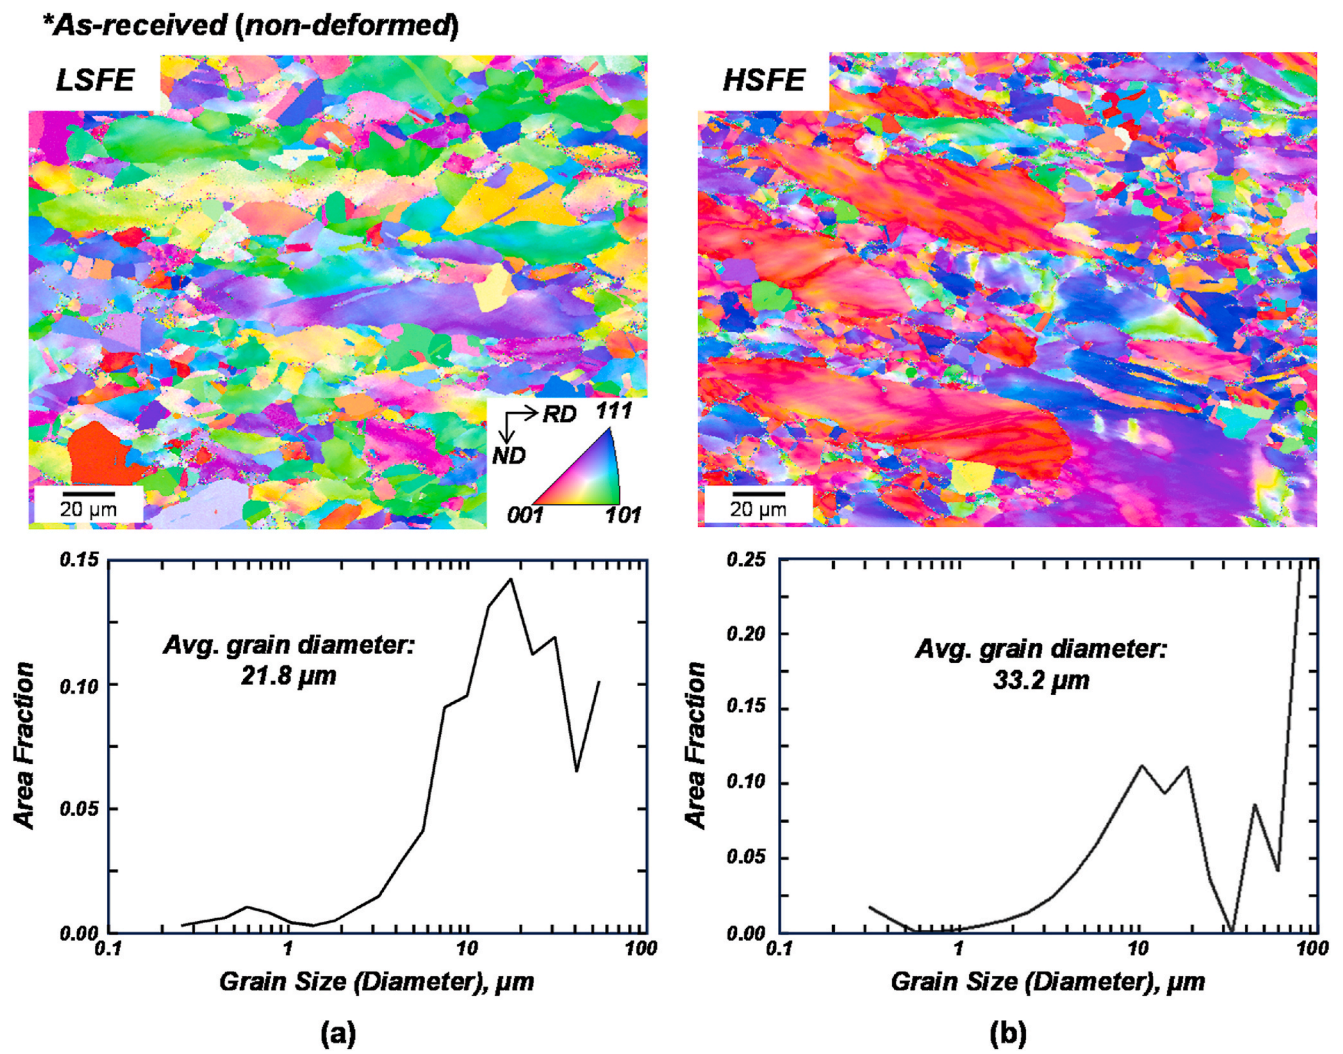 *As-received (non-deformed)
LSFE
RD
111
ND
001
101
20 µm
HSFE
20 µm
0.15
0.10
0.05
0.00
Area Fraction
Avg. grain diameter:
21.8 µm
0.1
1
10
100
Grain Size (Diameter), µm
(a)
0.25
0.20
0.15
0.10
0.05
0.00
Area Fraction
Avg. grain diameter:
33.2 µm
0.1
1
10
100
Grain Size (Diameter), µm
(b)